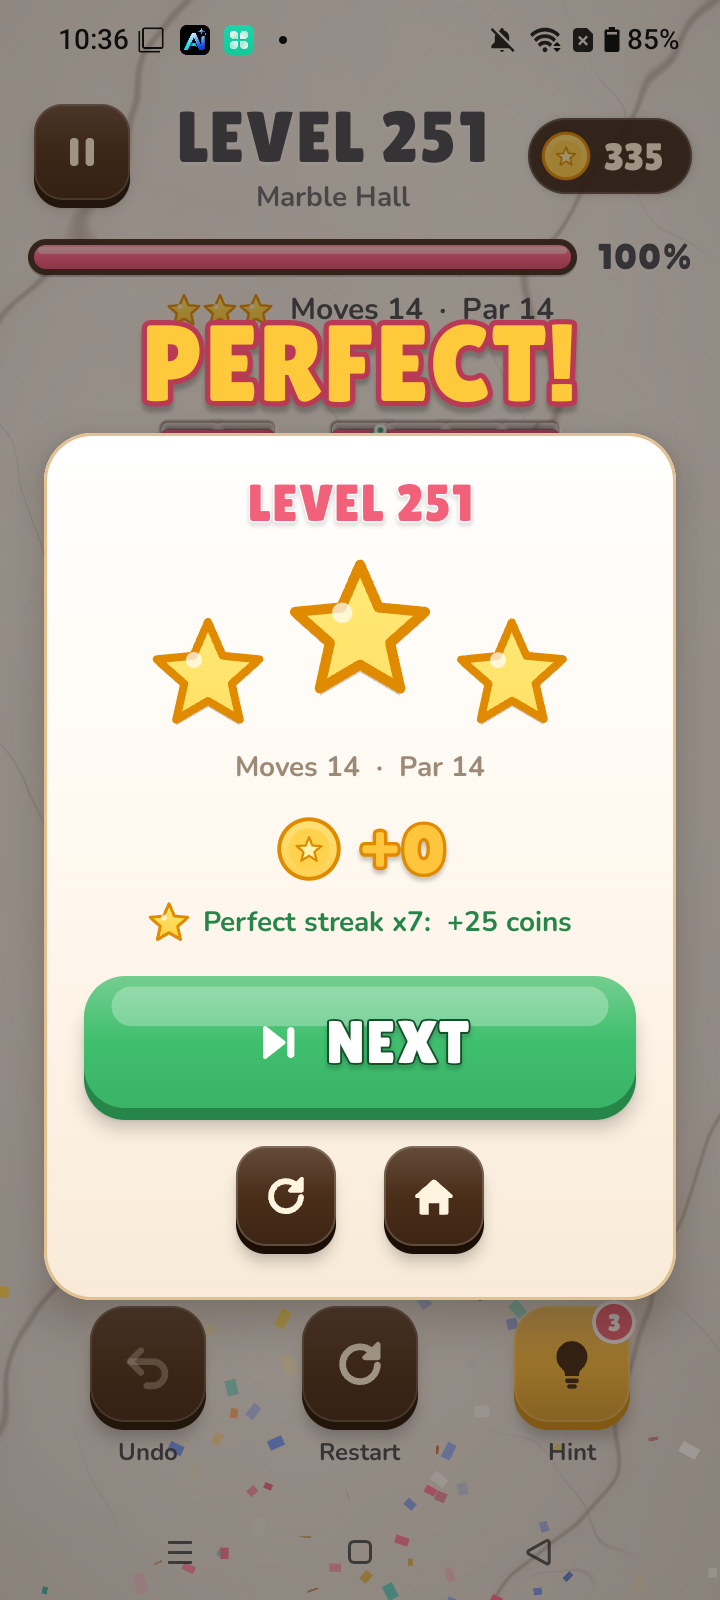 10:36
85%
LEVEL 251
335
Marble Hall
100%
Moves 14 · Par 14
PERFECT!
LEVEL 251
Moves 14 · Par 14
+0
Perfect streak x7: +25 coins
NEXT
3
Undo
Restart
Hint